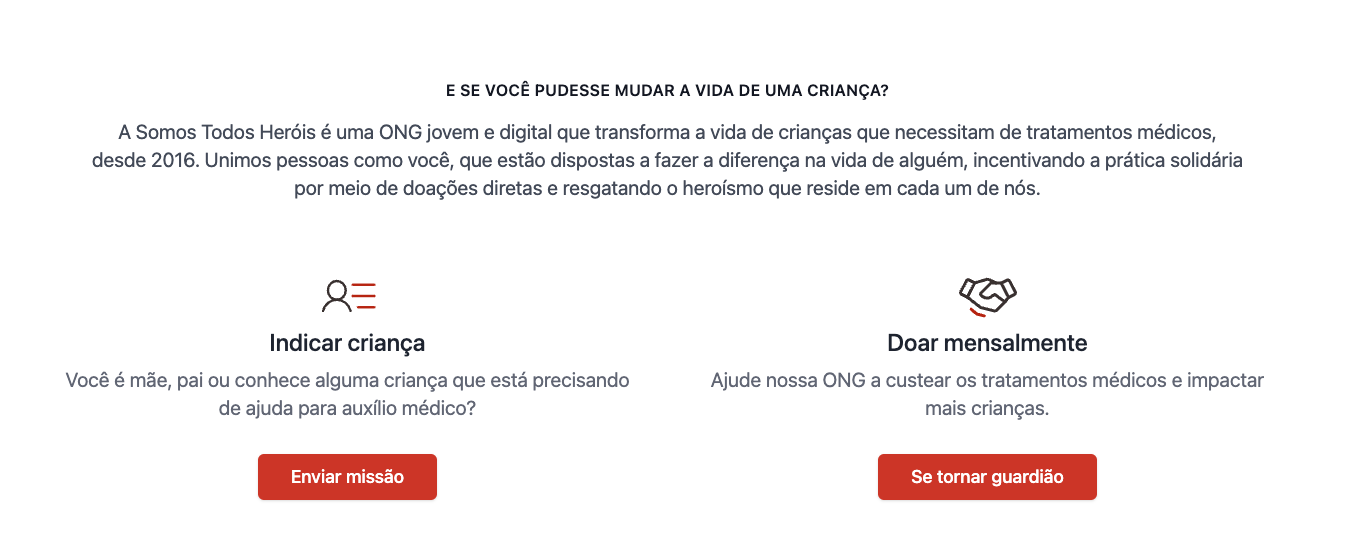 E SE VOCÊ PUDESSE MUDAR A VIDA DE UMA CRIANÇA?
A Somos Todos Heróis é uma ONG jovem e digital que transforma a vida de crianças que necessitam de tratamentos médicos,
desde 2016. Unimos pessoas como você, que estão dispostas a fazer a diferença na vida de alguém, incentivando a prática solidária
por meio de doações diretas e resgatando o heroísmo que reside em cada um de nós.
Indicar criança
Você é mãe, pai ou conhece alguma criança que está precisando
de ajuda para auxílio médico?
Enviar missão
Doar mensalmente
Ajude nossa ONG a custear os tratamentos médicos e impactar
mais crianças.
Se tornar guardião